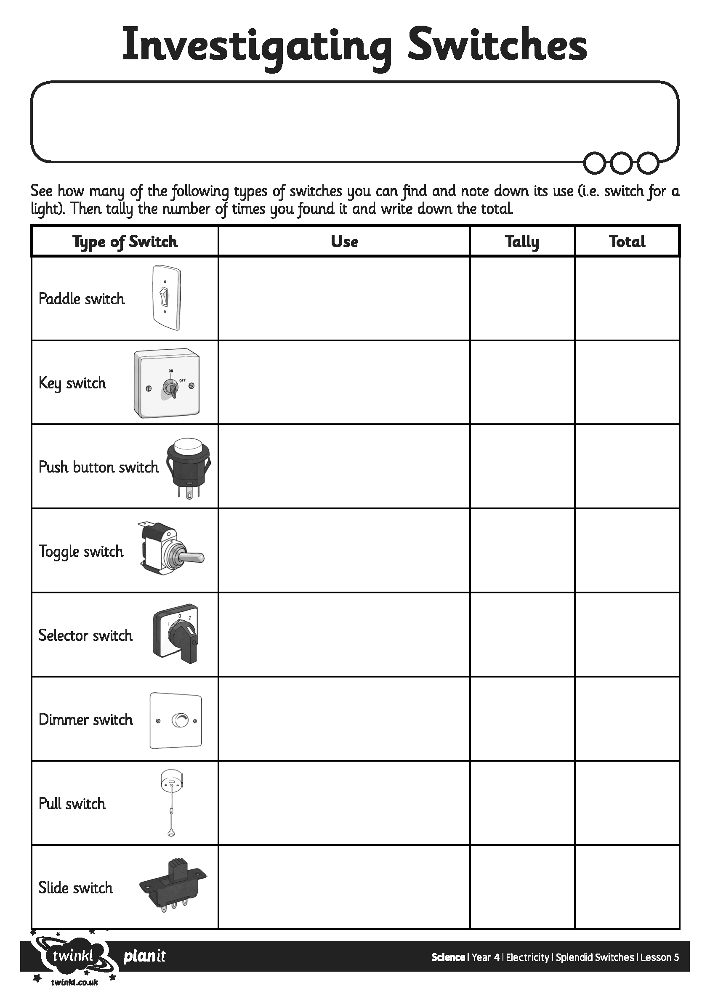 Investigating Switches
See how many of the following types of switches you can find and note down its use (i.e. switch for a
light). Then tally the number of times you found it and write down the total.
Type of Switch Use Tally Total
Paddle switch
Key switch
ON
OFF
Push button switch
Toggle switch
Selector switch
1 0 2
Dimmer switch
Pull switch
Slide switch
twinkl planit
Science | Year 4 | Electricity | Splendid Switches | Lesson 5
twinkl.co.uk